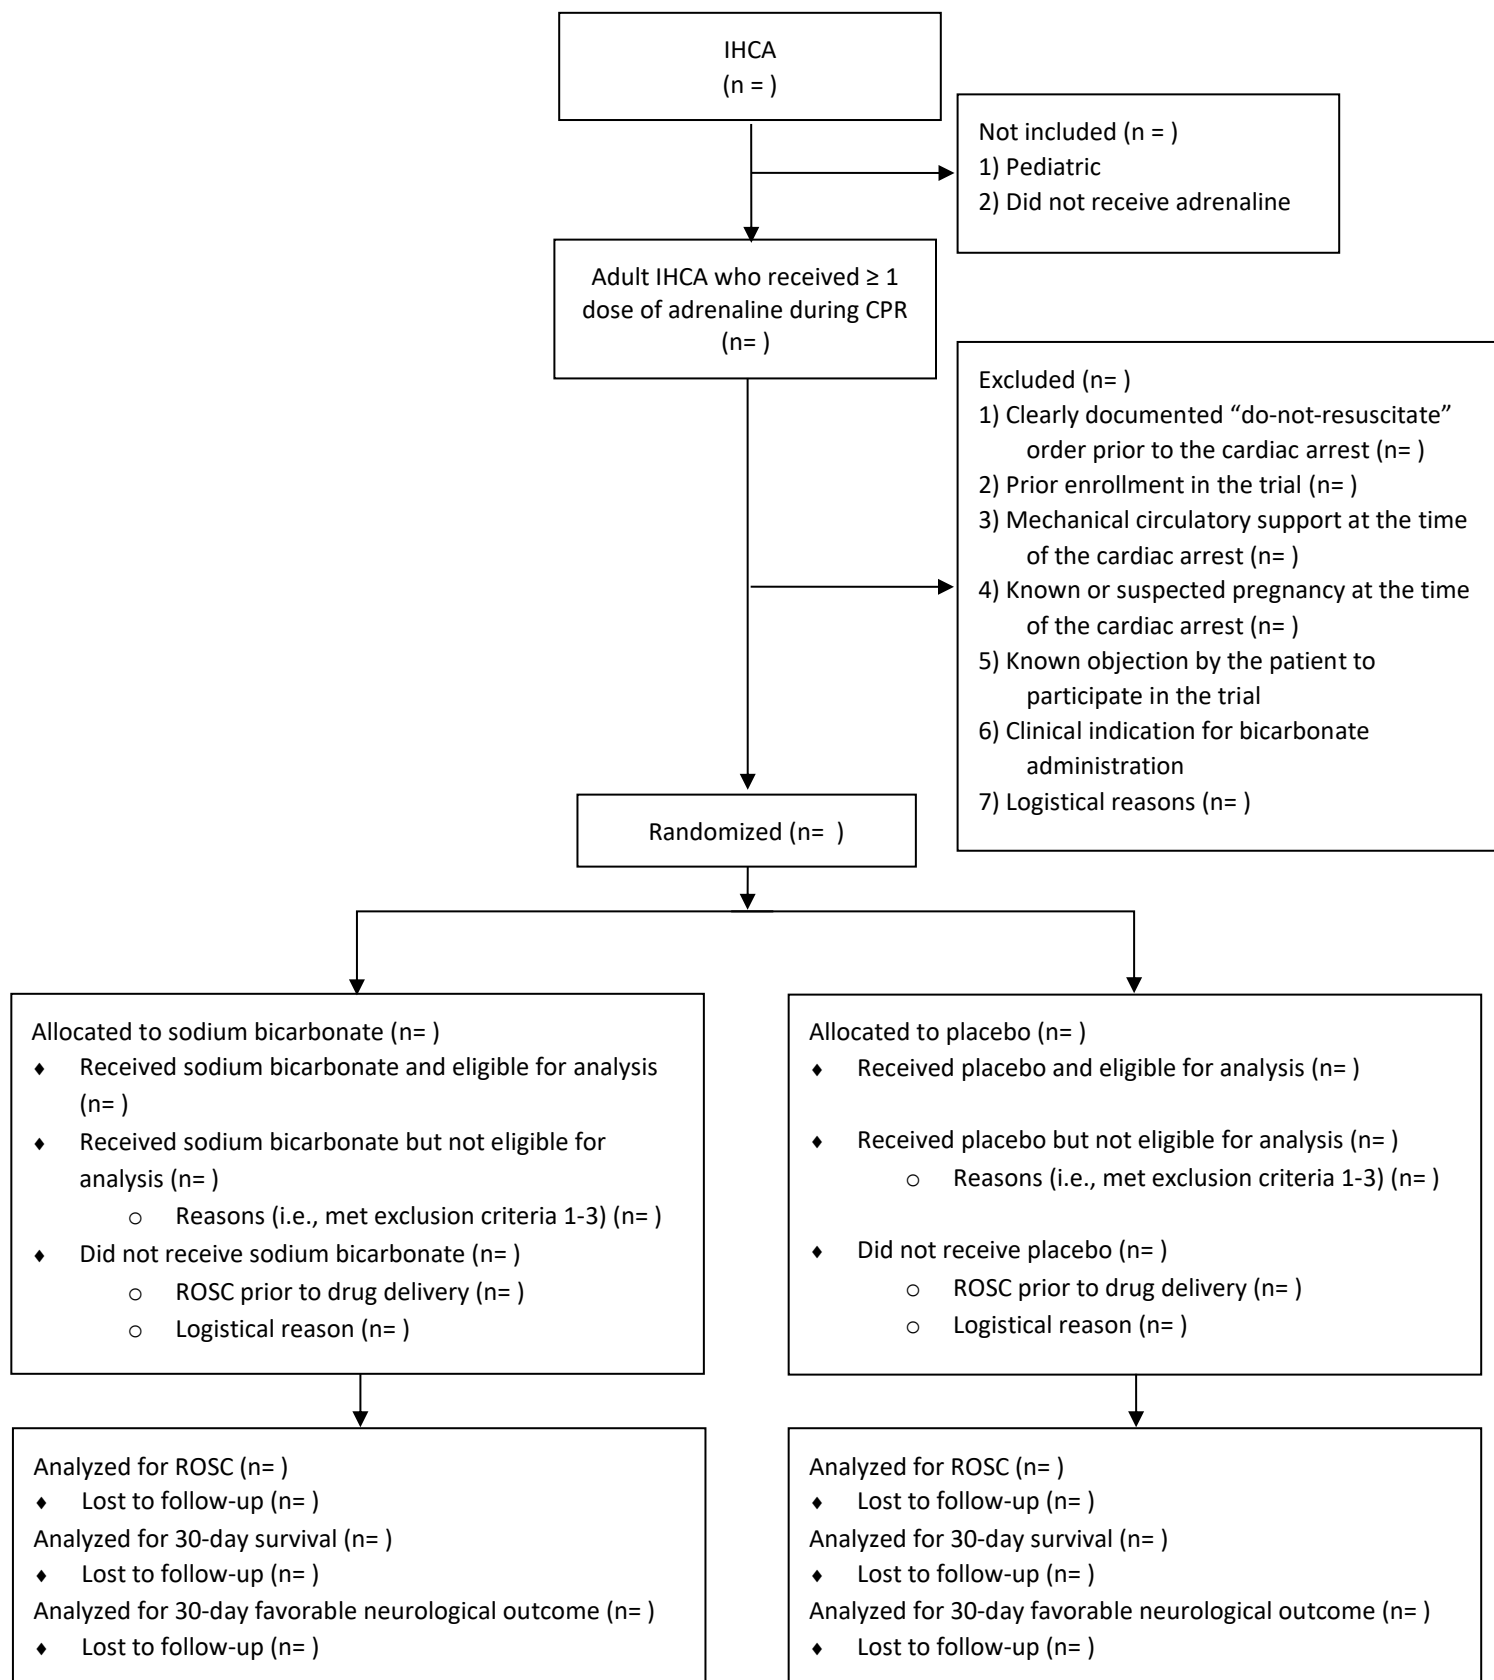 IHCA
(n = )
Not included (n = )
1) Pediatric
2) Did not receive adrenaline
Adult IHCA who received ≥ 1
dose of adrenaline during CPR
(n= )
Excluded (n= )
1) Clearly documented “do-not-resuscitate”
order prior to the cardiac arrest (n= )
2) Prior enrollment in the trial (n= )
3) Mechanical circulatory support at the time
of the cardiac arrest (n= )
4) Known or suspected pregnancy at the time
of the cardiac arrest (n= )
5) Known objection by the patient to
participate in the trial
6) Clinical indication for bicarbonate
administration
7) Logistical reasons (n= )
Randomized (n=  )
Allocated to sodium bicarbonate (n= )
♦ Received sodium bicarbonate and eligible for analysis
(n= )
♦ Received sodium bicarbonate but not eligible for
analysis (n= )
o Reasons (i.e., met exclusion criteria 1-3) (n= )
♦ Did not receive sodium bicarbonate (n= )
o ROSC prior to drug delivery (n= )
o Logistical reason (n= )
Allocated to placebo (n= )
♦ Received placebo and eligible for analysis (n= )
♦ Received placebo but not eligible for analysis (n= )
o Reasons (i.e., met exclusion criteria 1-3) (n= )
♦ Did not receive placebo (n= )
o ROSC prior to drug delivery (n= )
o Logistical reason (n= )
Analyzed for ROSC (n= )
♦ Lost to follow-up (n= )
Analyzed for 30-day survival (n= )
♦ Lost to follow-up (n= )
Analyzed for 30-day favorable neurological outcome (n= )
♦ Lost to follow-up (n= )
Analyzed for ROSC (n= )
♦ Lost to follow-up (n= )
Analyzed for 30-day survival (n= )
♦ Lost to follow-up (n= )
Analyzed for 30-day favorable neurological outcome (n= )
♦ Lost to follow-up (n= )